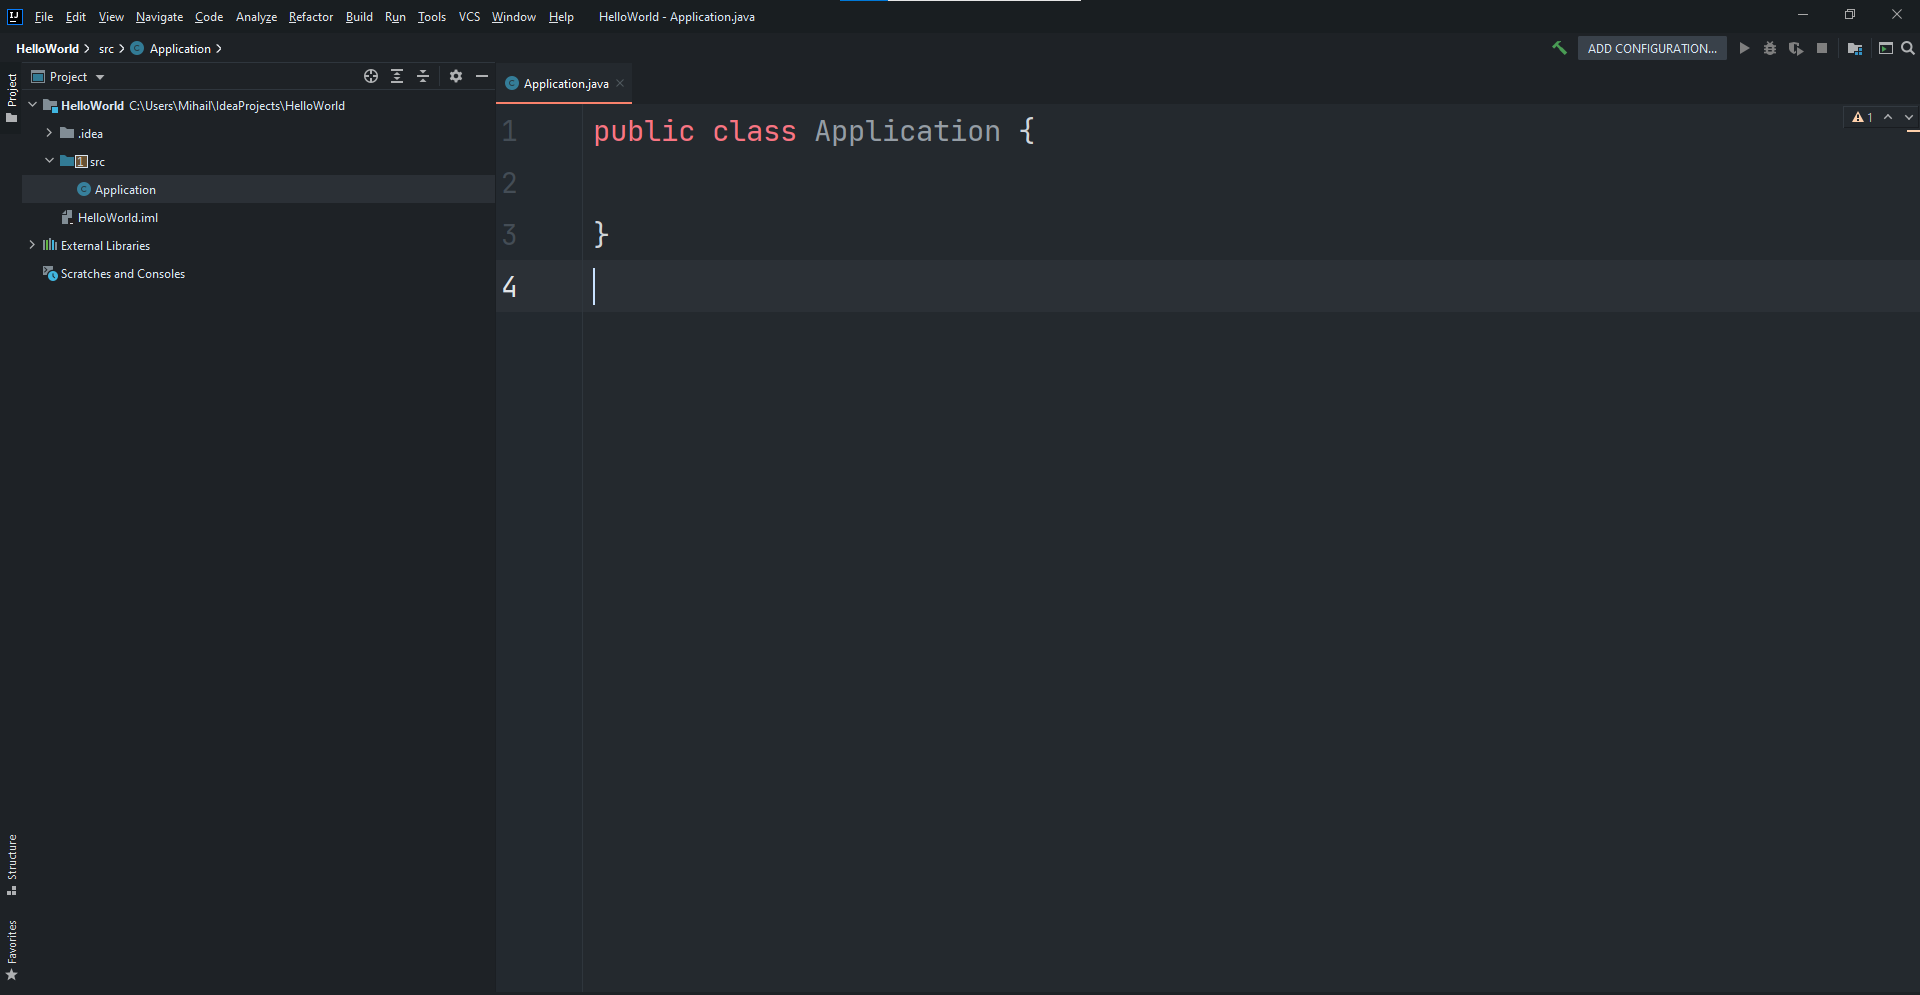 IJ File Edit View Navigate Code Analyze Refactor Build Run Tools VCS Window Help HelloWorld - Application.java
HelloWorld src C Application ADD CONFIGURATION...
Project
Project
HelloWorld C:\Users\Mihail\IdeaProjects\HelloWorld
.idea
1 src
C Application
HelloWorld.iml
External Libraries
Scratches and Consoles
Structure
Favorites
C Application.java
1 public class Application {
2
3 }
4
1